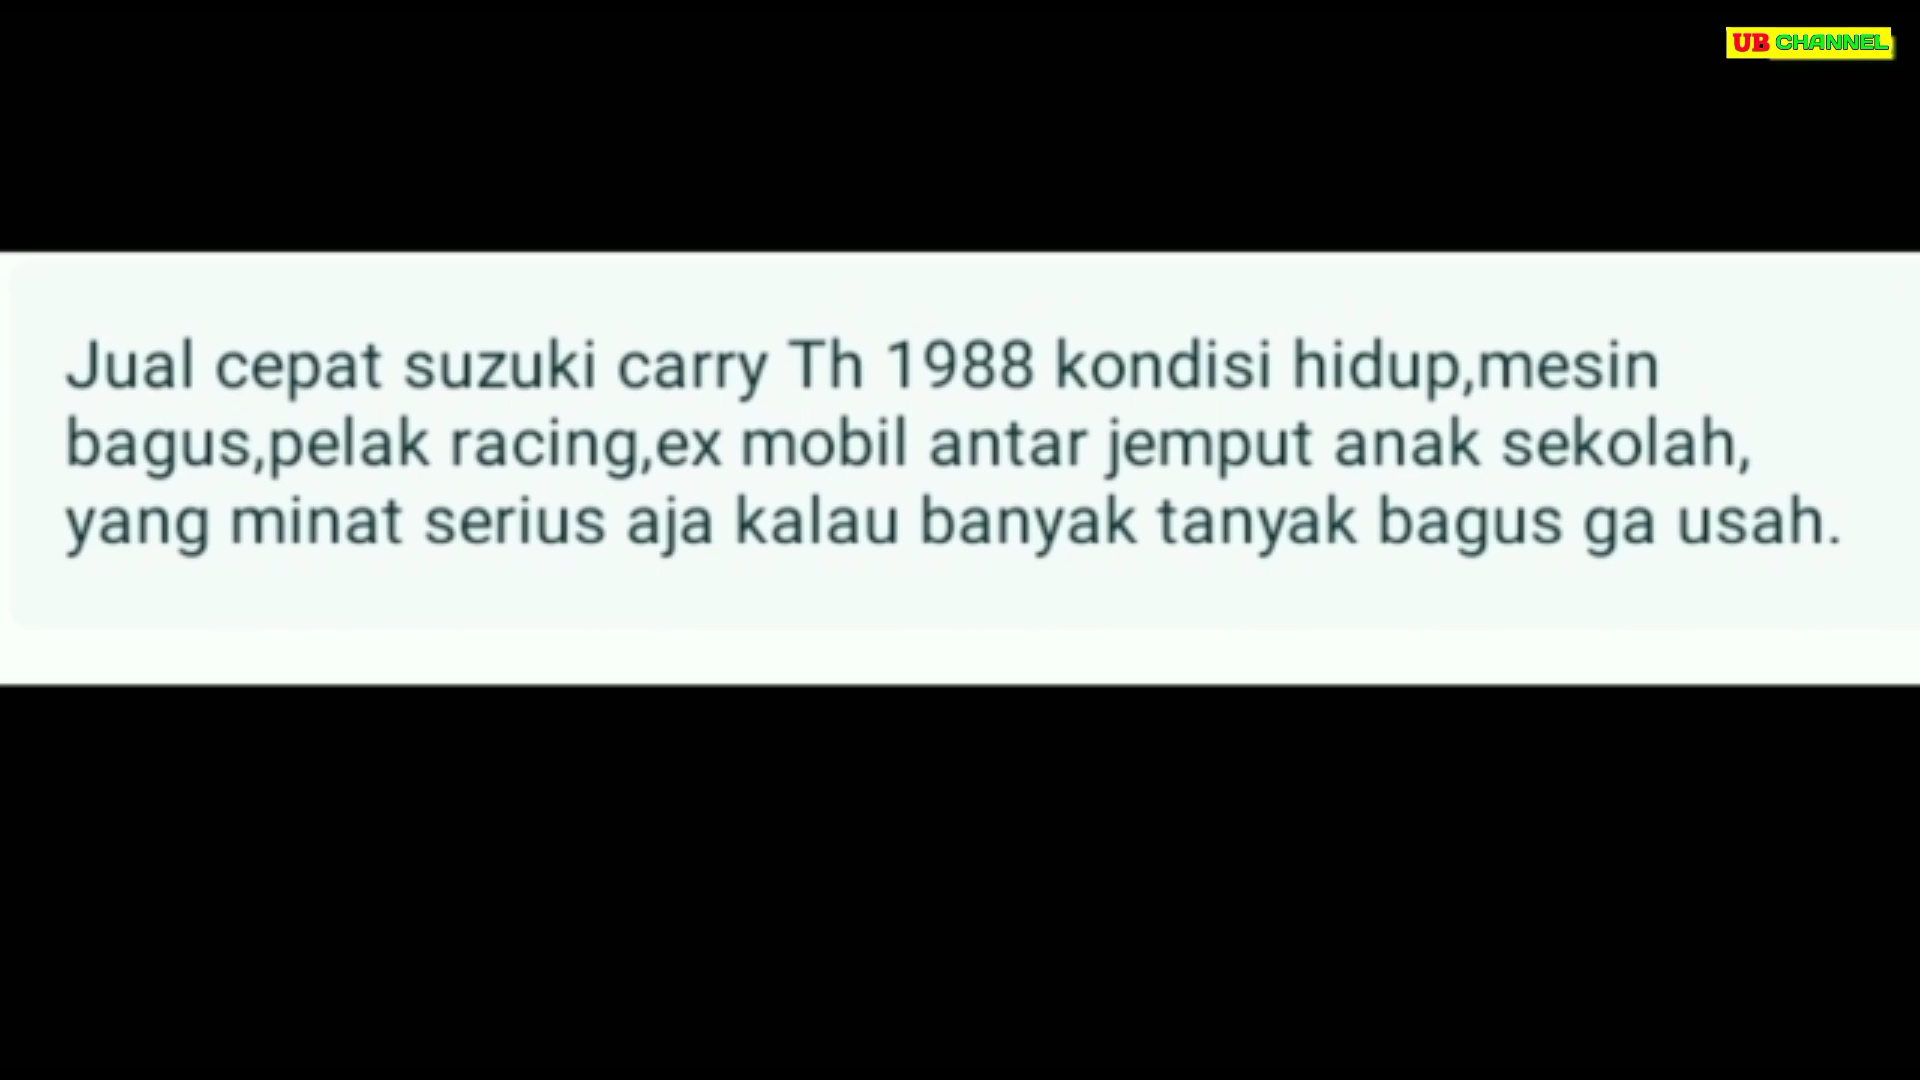 UB CHANNEL
Jual cepat suzuki carry Th 1988 kondisi hidup,mesin
bagus,pelak racing,ex mobil antar jemput anak sekolah,
yang minat serius aja kalau banyak tanyak bagus ga usah.